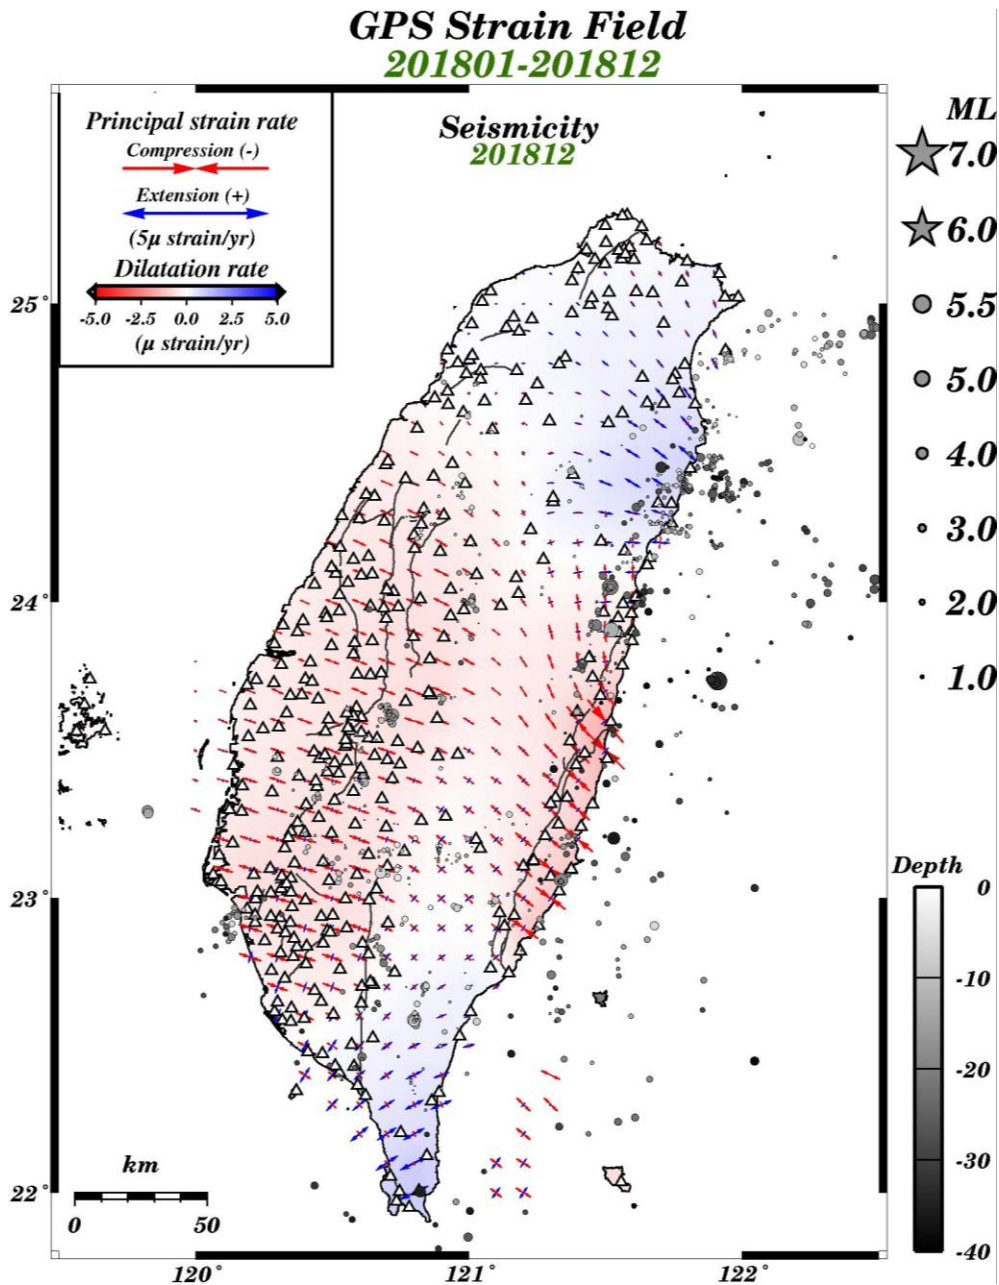 GPS Strain Field
201801-201812
Principal strain rate
Compression (-)
Extension (+)
(5μ strain/yr)
Dilatation rate
-5.0 -2.5 0.0 2.5 5.0
(μ strain/yr)
Seismicity
201812
ML
7.0
6.0
5.5
5.0
4.0
3.0
2.0
1.0
25°
24°
23°
22°
Depth
0
-10
-20
-30
-40
km
0 50
120° 121° 122°